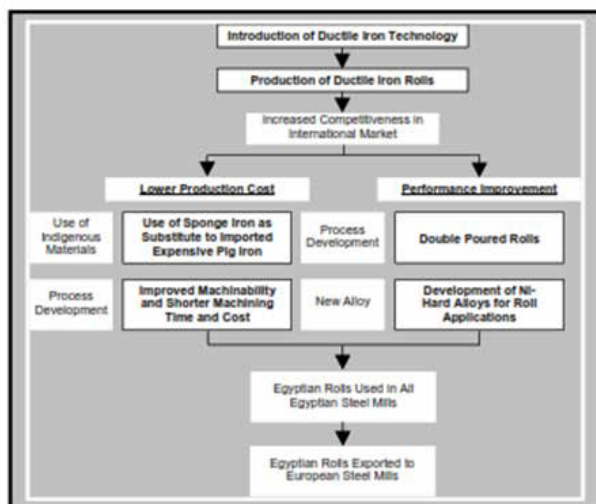 Introduction of Ductile Iron Technology
Production of Ductile Iron Rolls
Increased Competitiveness in
International Market
Lower Production Cost
Performance Improvement
Use of
Indigenous
Materials
Use of Sponge Iron as
Substitute to Imported
Expensive Pig Iron
Process
Development
Double Poured Rolls
Process
Development
Improved Machinability
and Shorter Machining
Time and Cost
New Alloy
Development of Ni-
Hard Alloys for Roll
Applications
Egyptian Rolls Used in All
Egyptian Steel Mills
Egyptian Rolls Exported to
European Steel Mills